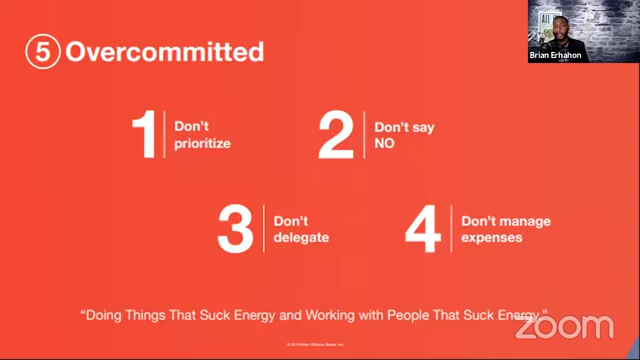 5 Overcommitted
Brian Erhahon
1 Don't
prioritize
2 Don't say
NO
3 Don't
delegate
4 Don't manage
expenses
“Doing Things That Suck Energy and Working with People That Suck Energy.”
zoom